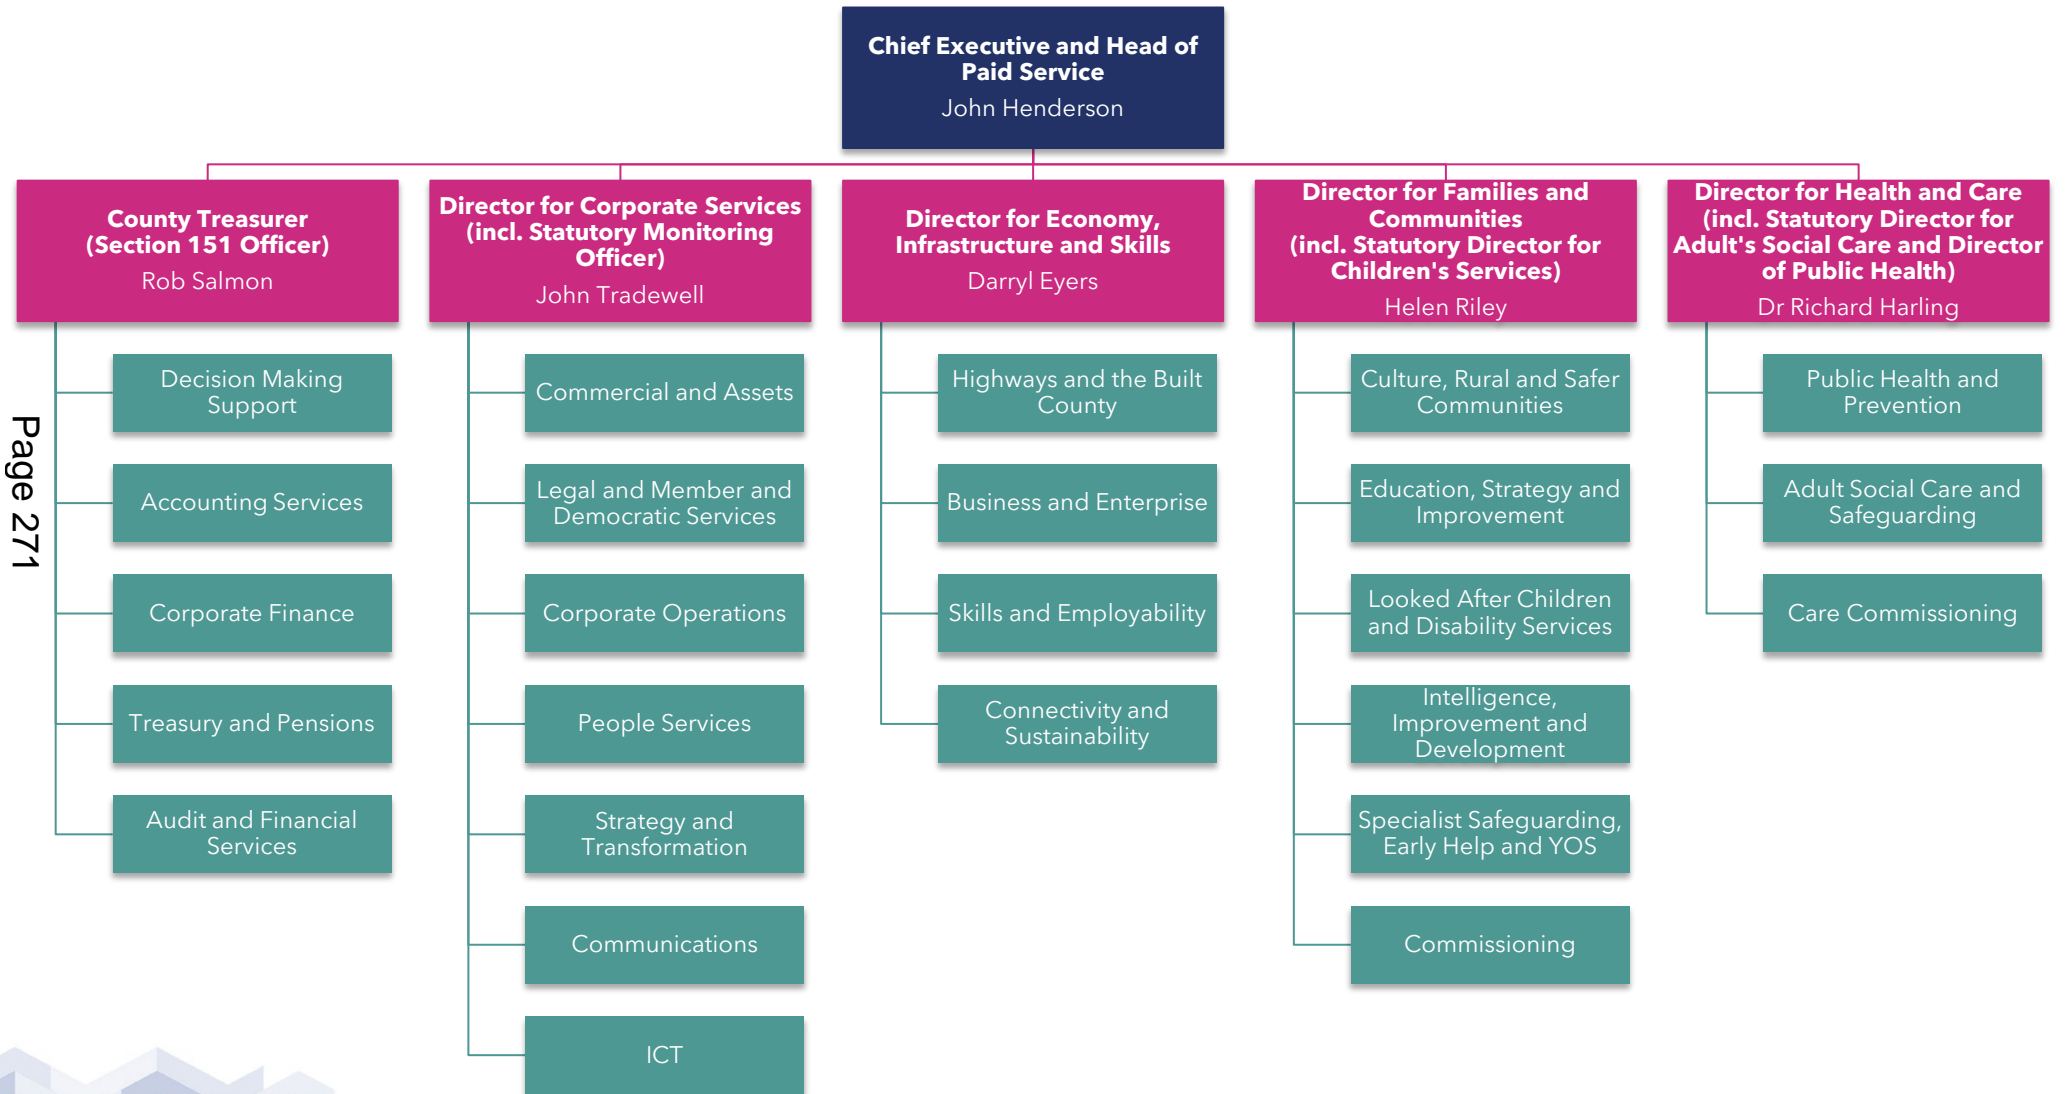 Chief Executive and Head of
Paid Service
John Henderson
County Treasurer
(Section 151 Officer)
Rob Salmon
Decision Making
Support
Accounting Services
Corporate Finance
Treasury and Pensions
Audit and Financial
Services
Director for Corporate Services
(incl. Statutory Monitoring
Officer)
John Tradewell
Commercial and Assets
Legal and Member and
Democratic Services
Corporate Operations
People Services
Strategy and
Transformation
Communications
ICT
Director for Economy,
Infrastructure and Skills
Darryl Eyers
Highways and the Built
County
Business and Enterprise
Skills and Employability
Connectivity and
Sustainability
Director for Families and
Communities
(incl. Statutory Director for
Children's Services)
Helen Riley
Culture, Rural and Safer
Communities
Education, Strategy and
Improvement
Looked After Children
and Disability Services
Intelligence,
Improvement and
Development
Specialist Safeguarding,
Early Help and YOS
Commissioning
Director for Health and Care
(incl. Statutory Director for
Adult's Social Care and Director
of Public Health)
Dr Richard Harling
Public Health and
Prevention
Adult Social Care and
Safeguarding
Care Commissioning
Page 271